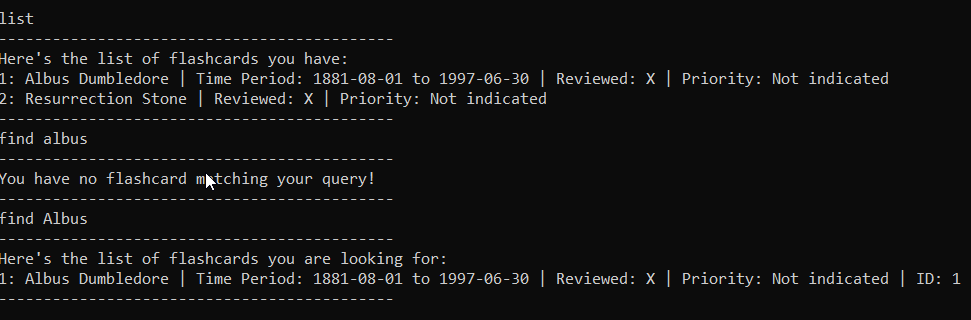 list
--------------------------------------------
Here's the list of flashcards you have:
1: Albus Dumbledore | Time Period: 1881-08-01 to 1997-06-30 | Reviewed: X | Priority: Not indicated
2: Resurrection Stone | Reviewed: X | Priority: Not indicated
--------------------------------------------
find albus
--------------------------------------------
You have no flashcard matching your query!
--------------------------------------------
find Albus
--------------------------------------------
Here's the list of flashcards you are looking for:
1: Albus Dumbledore | Time Period: 1881-08-01 to 1997-06-30 | Reviewed: X | Priority: Not indicated | ID: 1
--------------------------------------------